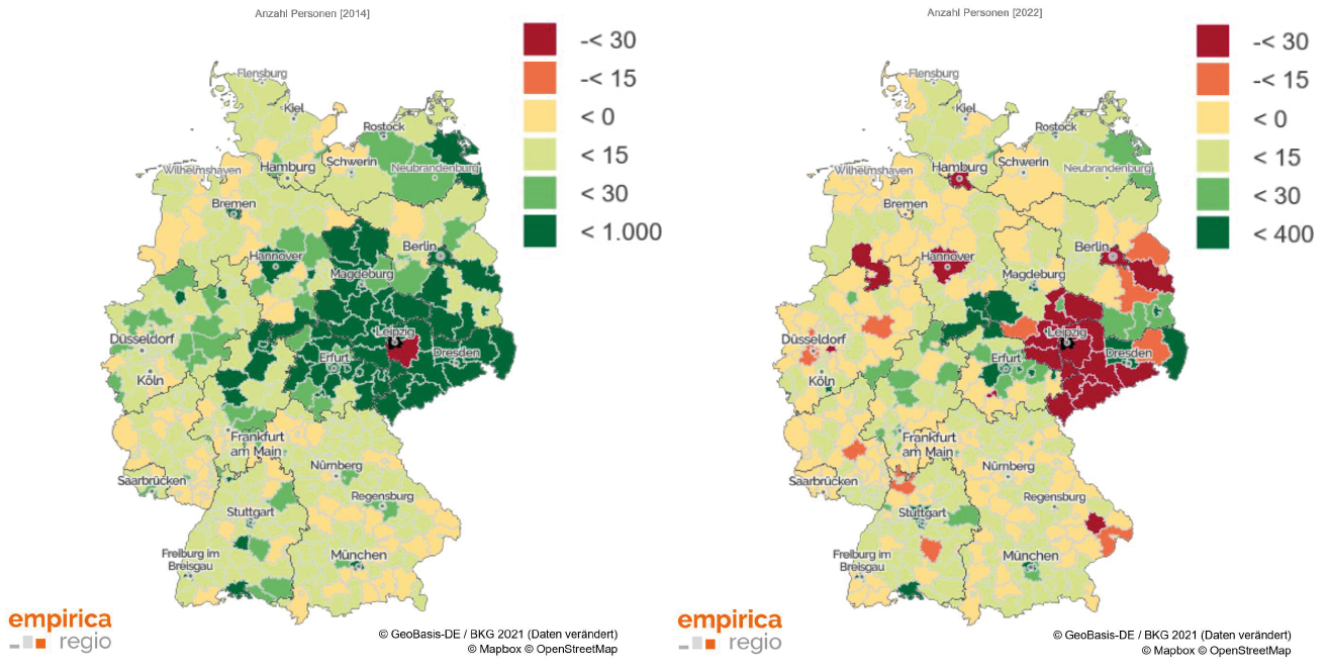 Anzahl Personen [2014]
-< 30
-< 15
< 0
< 15
< 30
< 1.000
Flensburg
Kiel
Rostock
Hamburg
Schwerin
Wilhelmshaven
Neubrandenburg
Bremen
Berlin
Hannover
Magdeburg
Düsseldorf
Leipzig
Erfurt
Dresden
Köln
Frankfurt
am Main
Nürnberg
Saarbrücken
Regensburg
Stuttgart
Freiburg im
Breisgau
München
empirica
regio
© GeoBasis-DE / BKG 2021 (Daten verändert)
© Mapbox © OpenStreetMap
Anzahl Personen [2022]
-< 30
-< 15
< 0
< 15
< 30
< 400
Flensburg
Kiel
Rostock
Hamburg
Schwerin
Wilhelmshaven
Neubrandenburg
Bremen
Berlin
Hannover
Magdeburg
Düsseldorf
Leipzig
Erfurt
Dresden
Köln
Frankfurt
am Main
Nürnberg
Saarbrücken
Regensburg
Stuttgart
Freiburg im
Breisgau
München
empirica
regio
© GeoBasis-DE / BKG 2021 (Daten verändert)
© Mapbox © OpenStreetMap